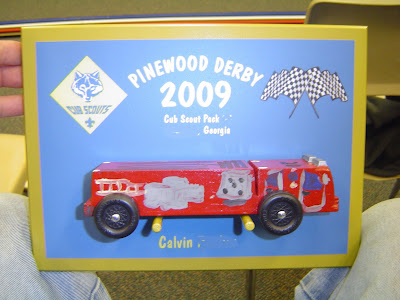 PINEWOOD DERBY
2009
Cub Scout Pack
Georgia
CUB SCOUTS
Calvin